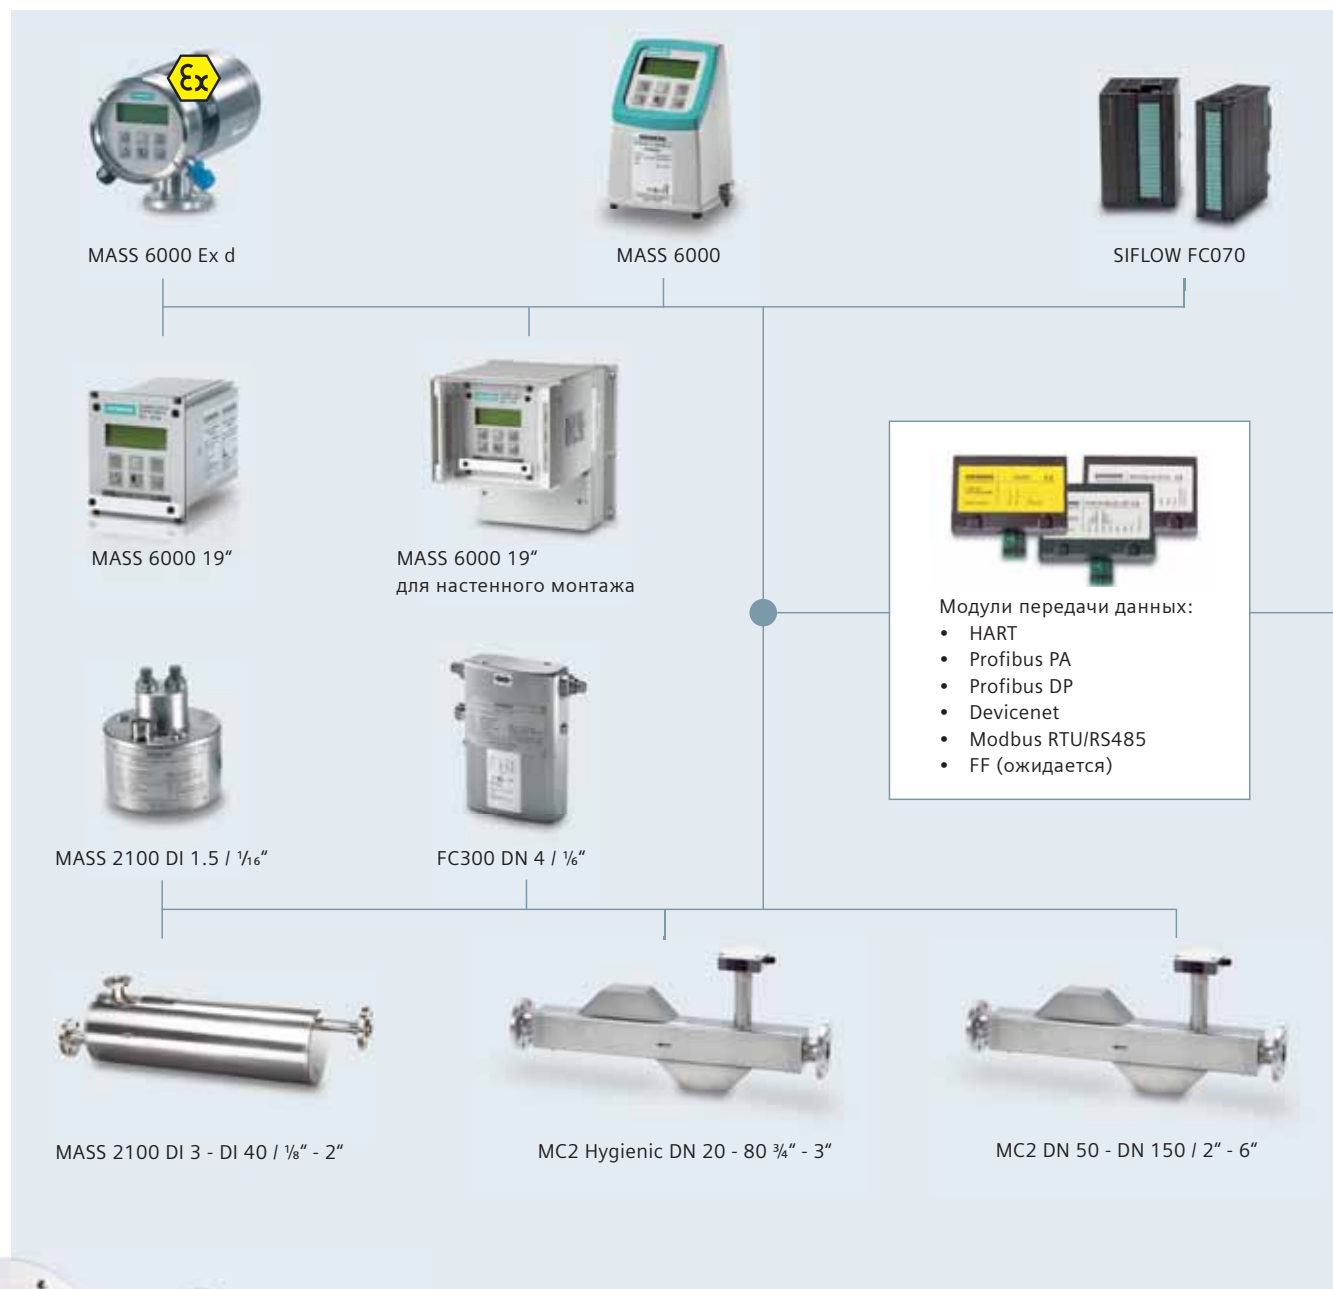 Ex
MASS 6000 Ex d
MASS 6000
SIFLOW FC070
MASS 6000 19“
MASS 6000 19“
для настенного монтажа
Модули передачи данных:
• HART
• Profibus PA
• Profibus DP
• Devicenet
• Modbus RTU/RS485
• FF (ожидается)
MASS 2100 DI 1.5 / 1/16“
FC300 DN 4 / 1/6“
MASS 2100 DI 3 - DI 40 / 1/8“ - 2“
MC2 Hygienic DN 20 - 80 ¾“ - 3“
MC2 DN 50 - DN 150 / 2“ - 6“